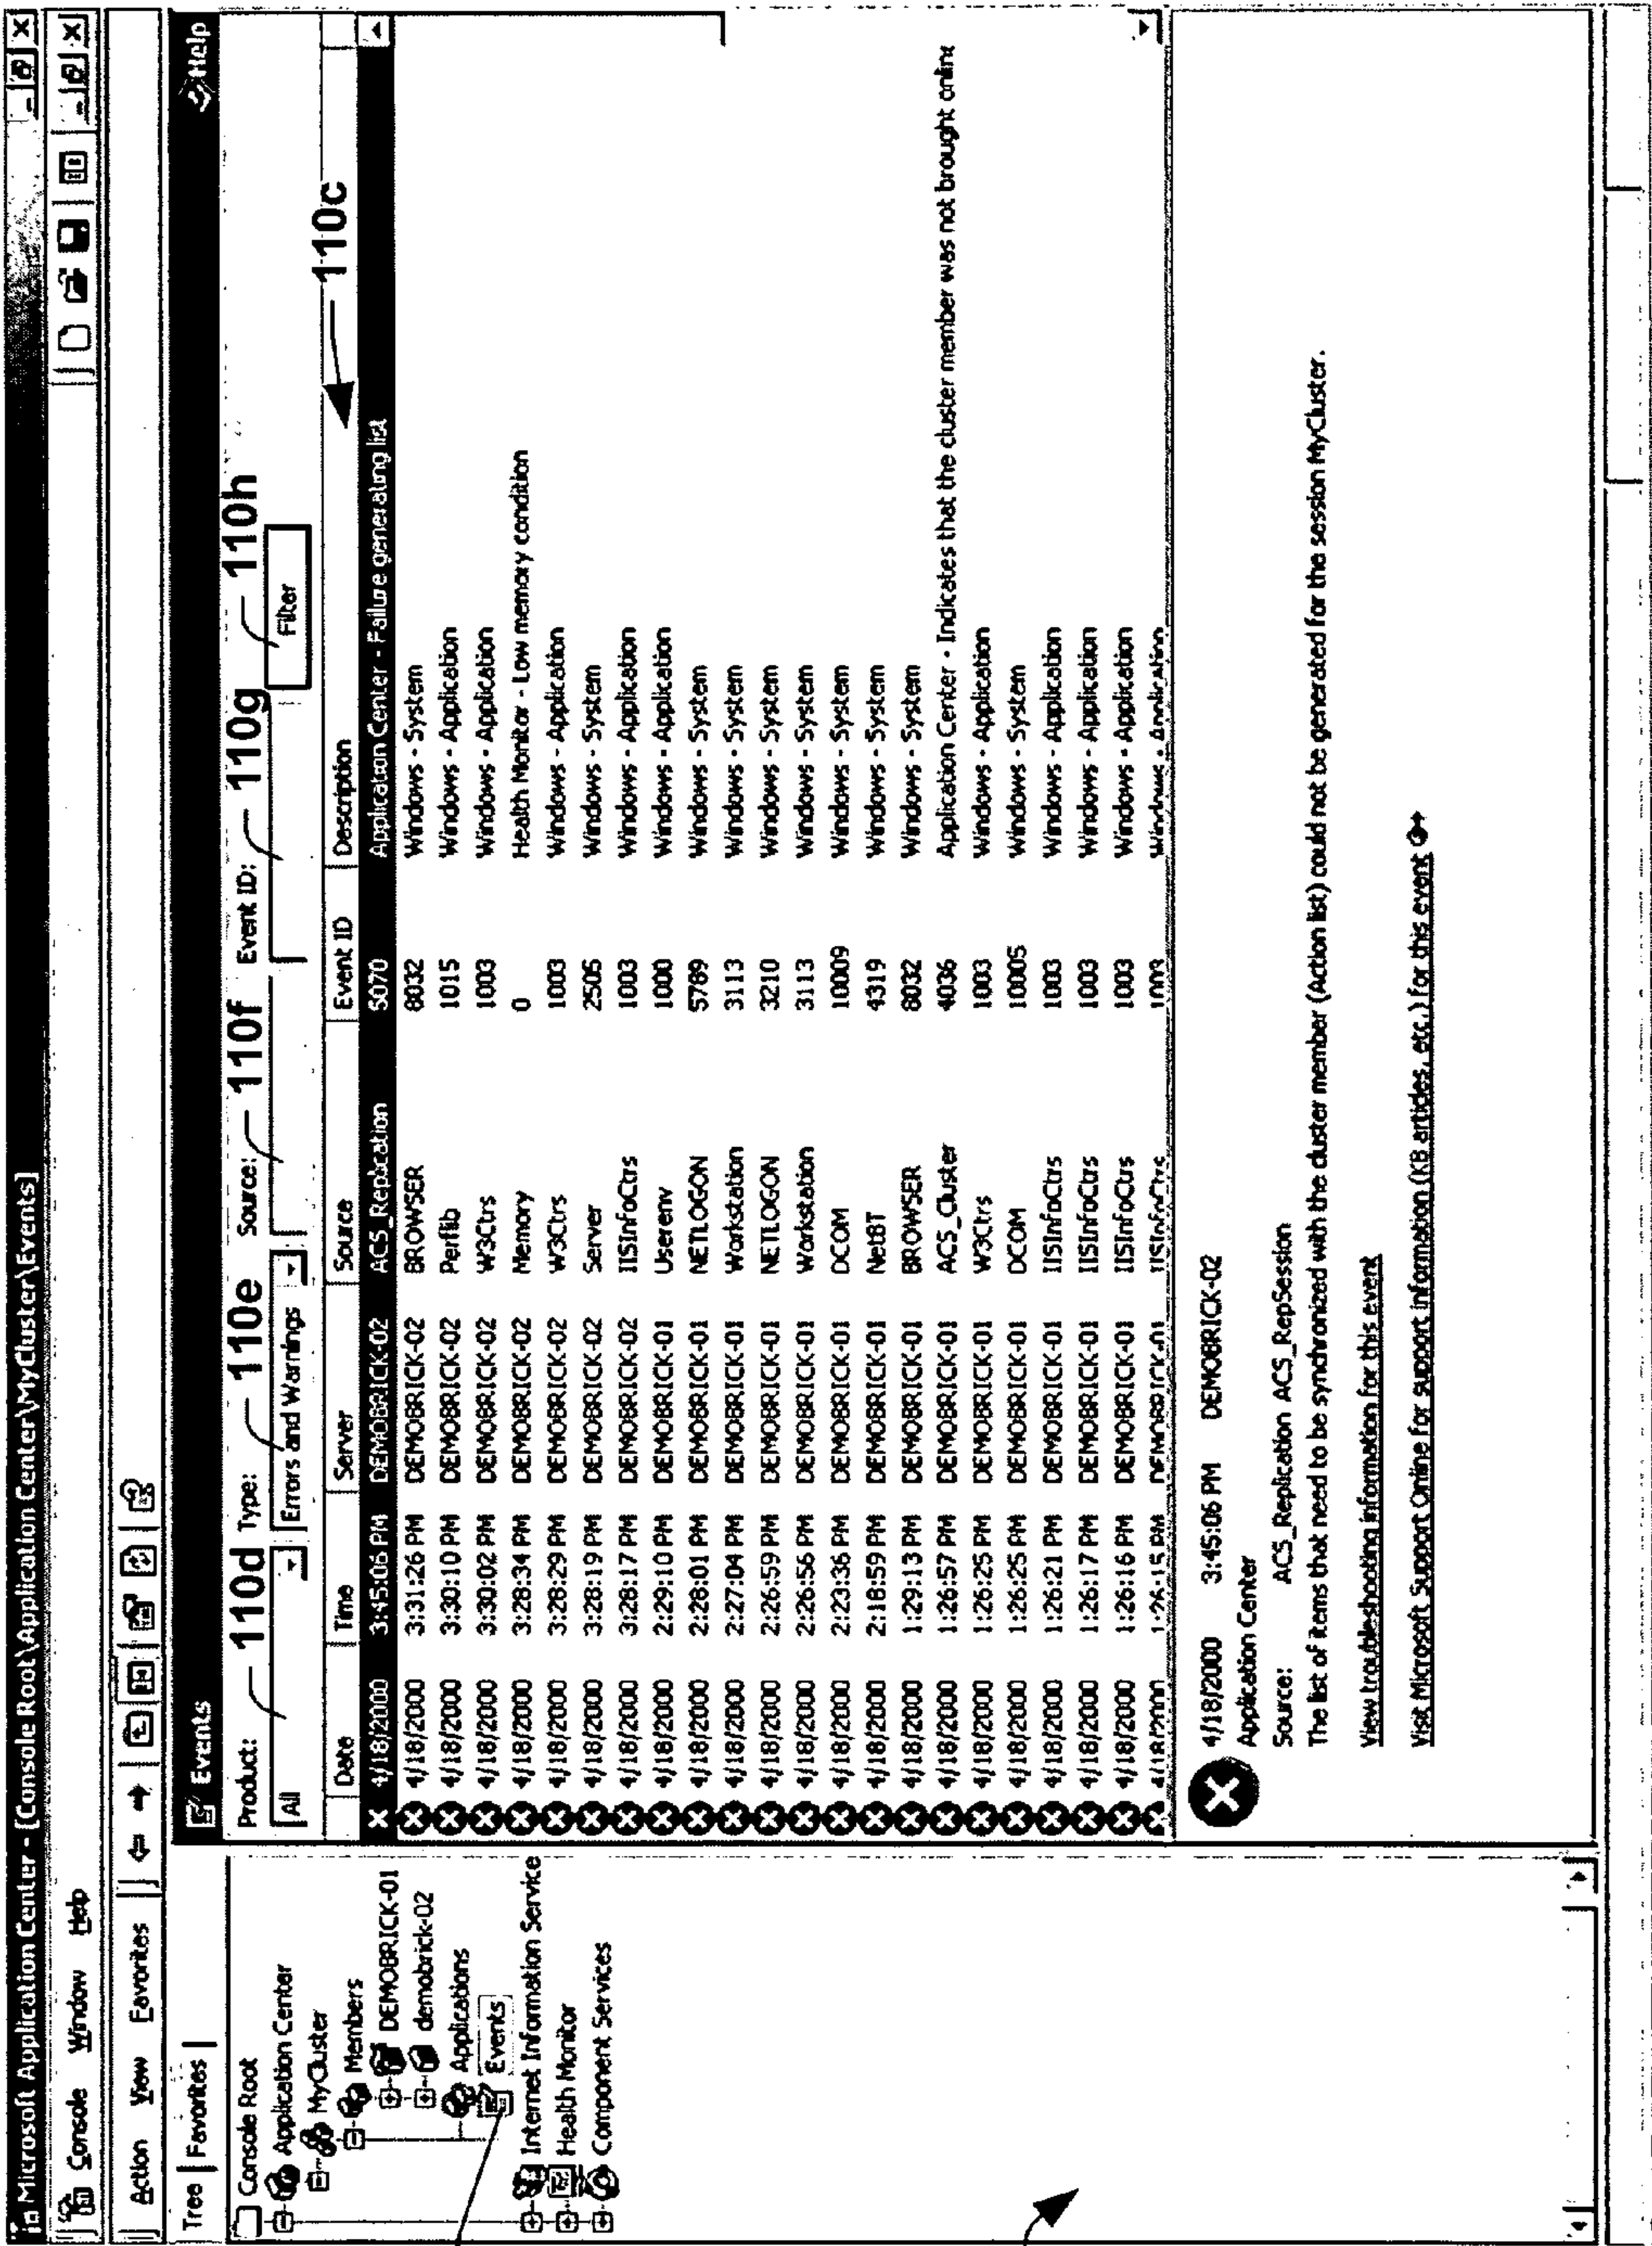 Microsoft Application Center - [Console Root\Application Center\MyCluster\Events]
Console Window Help
Action View Favorites
Tree Favorites
Console Root
Application Center
MyCluster
Members
DEMOBRICK-01
demobrick-02
Applications
Events
Internet Information Service
Health Monitor
Component Services
Events Help
110d 110e 110f 110g 110h
Product: Type: Source: Event ID:
All Errors and Warnings Filter
110c
Date Time Server Source Event ID Description
4/18/2000 3:45:06 PM DEMOBRICK-02 ACS_Replication 5070 Application Center - Failure generating list
4/18/2000 3:31:26 PM DEMOBRICK-02 BROWSER 8032 Windows - System
4/18/2000 3:30:10 PM DEMOBRICK-02 Perflib 1015 Windows - Application
4/18/2000 3:30:02 PM DEMOBRICK-02 W3Ctrs 1003 Windows - Application
4/18/2000 3:28:34 PM DEMOBRICK-02 Memory 0 Health Monitor - Low memory condition
4/18/2000 3:28:29 PM DEMOBRICK-02 W3Ctrs 1003 Windows - Application
4/18/2000 3:28:19 PM DEMOBRICK-02 Server 2505 Windows - System
4/18/2000 3:28:17 PM DEMOBRICK-02 IISInfoCtrs 1003 Windows - Application
4/18/2000 2:29:10 PM DEMOBRICK-01 Userenv 1000 Windows - Application
4/18/2000 2:28:01 PM DEMOBRICK-01 NETLOGON 5789 Windows - System
4/18/2000 2:27:04 PM DEMOBRICK-01 Workstation 3113 Windows - System
4/18/2000 2:26:59 PM DEMOBRICK-01 NETLOGON 3210 Windows - System
4/18/2000 2:26:56 PM DEMOBRICK-01 Workstation 3113 Windows - System
4/18/2000 2:23:36 PM DEMOBRICK-01 DCOM 10009 Windows - System
4/18/2000 2:18:59 PM DEMOBRICK-01 NetBT 4319 Windows - System
4/18/2000 1:29:13 PM DEMOBRICK-01 BROWSER 8032 Windows - System
4/18/2000 1:26:57 PM DEMOBRICK-01 ACS_Cluster 4036 Application Center - Indicates that the cluster member was not brought online
4/18/2000 1:26:25 PM DEMOBRICK-01 W3Ctrs 1003 Windows - Application
4/18/2000 1:26:25 PM DEMOBRICK-01 DCOM 10005 Windows - System
4/18/2000 1:26:21 PM DEMOBRICK-01 IISInfoCtrs 1003 Windows - Application
4/18/2000 1:26:17 PM DEMOBRICK-01 IISInfoCtrs 1003 Windows - Application
4/18/2000 1:26:16 PM DEMOBRICK-01 IISInfoCtrs 1003 Windows - Application
4/18/2000 1:26:15 PM DEMOBRICK-01 IISInfoCtrs 1003 Windows - Application
4/18/2000 3:45:06 PM DEMOBRICK-02
Application Center
Source: ACS_Replication ACS_RepSession
The list of items that need to be synchronized with the cluster member (Action list) could not be generated for the session MyCluster.
View troubleshooting information for this event
Visit Microsoft Support Online for support information (KB articles, etc.) for this event